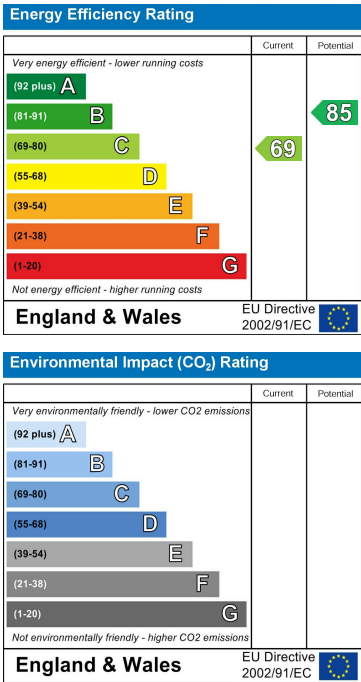 Energy Efficiency Rating
Current Potential
Very energy efficient - lower running costs
(92 plus) A
(81-91) B
(69-80) C
(55-68) D
(39-54) E
(21-38) F
(1-20) G
69
85
Not energy efficient - higher running costs
England & Wales
EU Directive
2002/91/EC
Environmental Impact (CO₂) Rating
Current Potential
Very environmentally friendly - lower CO2 emissions
(92 plus) A
(81-91) B
(69-80) C
(55-68) D
(39-54) E
(21-38) F
(1-20) G
Not environmentally friendly - higher CO2 emissions
England & Wales
EU Directive
2002/91/EC